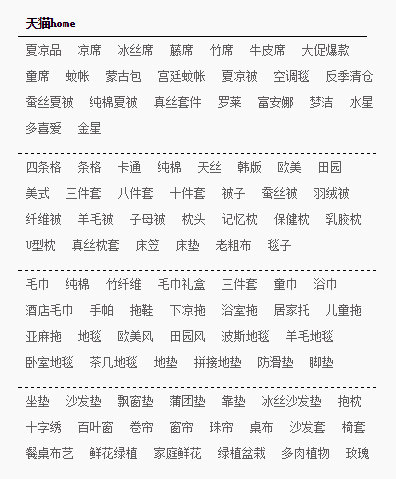 天猫home
夏凉品 凉席 冰丝席 藤席 竹席 牛皮席 大促爆款
童席 蚊帐 蒙古包 宫廷蚊帐 夏凉被 空调毯 反季清仓
蚕丝夏被 纯棉夏被 真丝套件 罗莱 富安娜 梦洁 水星
多喜爱 金星
四条格 条格 卡通 纯棉 天丝 韩版 欧美 田园
美式 三件套 八件套 十件套 被子 蚕丝被 羽绒被
纤维被 羊毛被 子母被 枕头 记忆枕 保健枕 乳胶枕
U型枕 真丝枕套 床笠 床垫 老粗布 毯子
毛巾 纯棉 竹纤维 毛巾礼盒 三件套 童巾 浴巾
酒店毛巾 手帕 拖鞋 下凉拖 浴室拖 居家托 儿童拖
亚麻拖 地毯 欧美风 田园风 波斯地毯 羊毛地毯
卧室地毯 茶几地毯 地垫 拼接地垫 防滑垫 脚垫
坐垫 沙发垫 飘窗垫 蒲团垫 靠垫 冰丝沙发垫 抱枕
十字绣 百叶窗 卷帘 窗帘 珠帘 桌布 沙发套 椅套
餐桌布艺 鲜花绿植 家庭鲜花 绿植盆栽 多肉植物 玫瑰